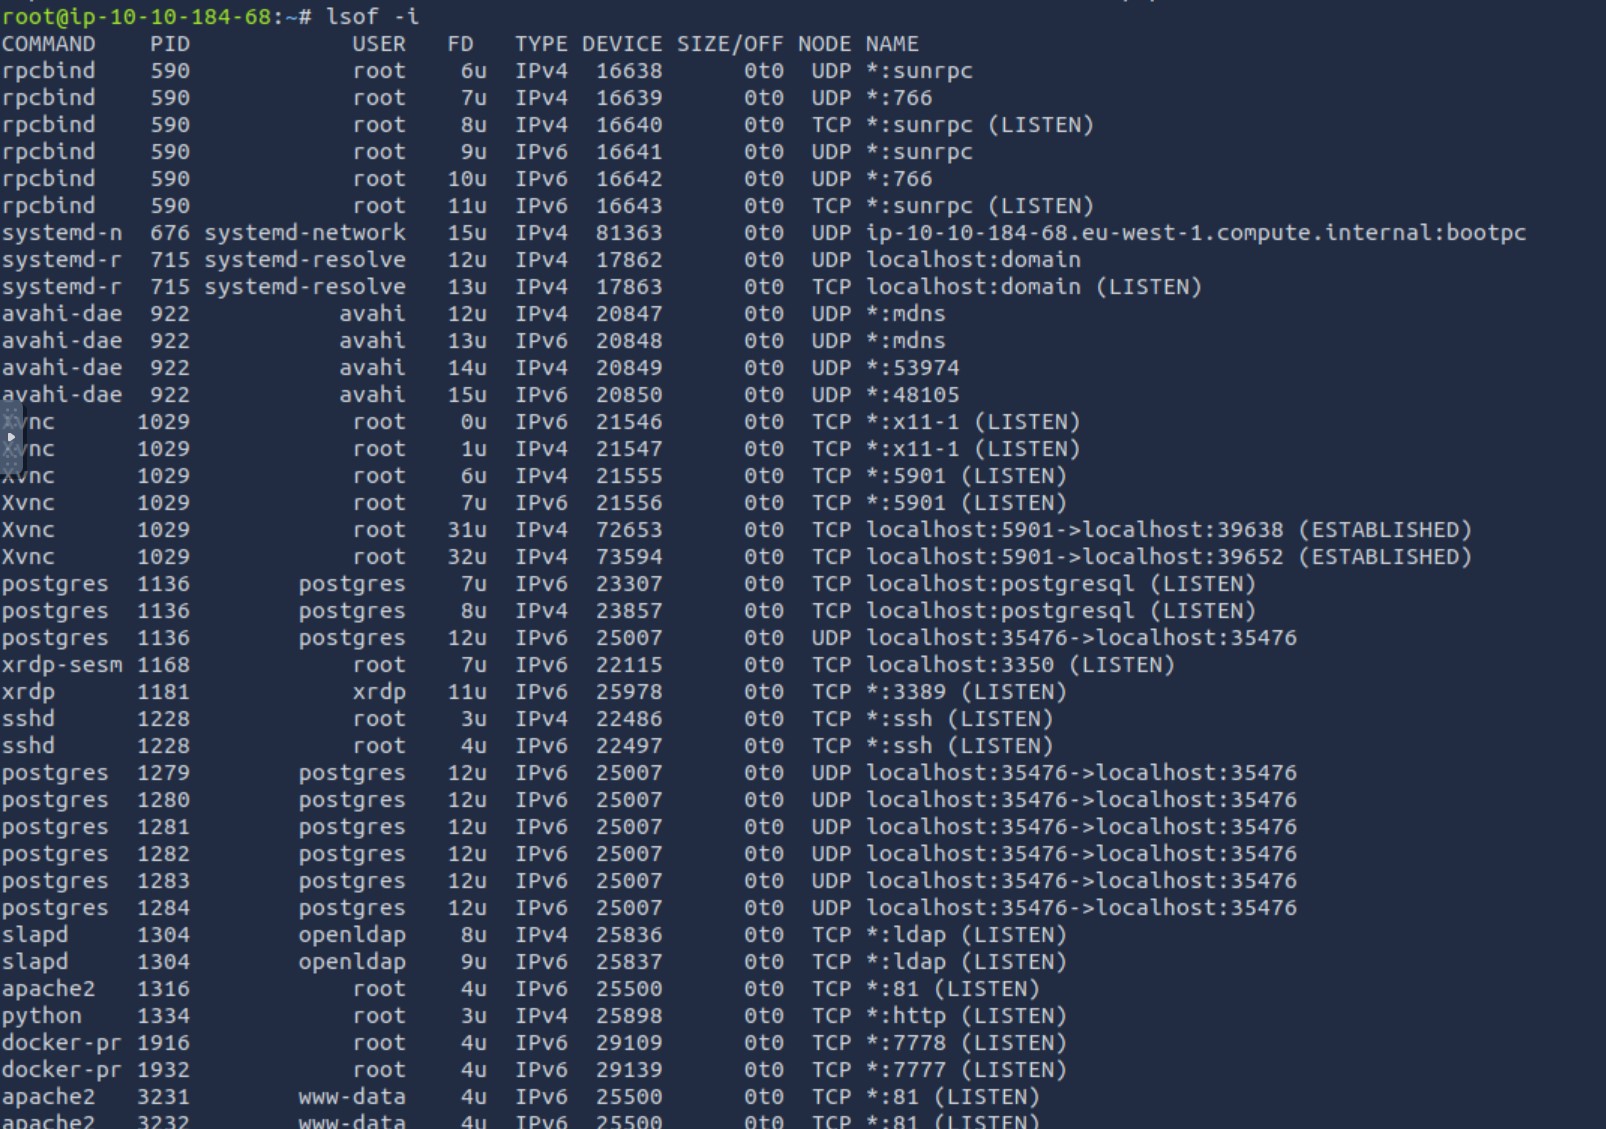 root@ip-10-10-184-68:~# lsof -i
COMMAND PID USER FD TYPE DEVICE SIZE/OFF NODE NAME
rpcbind 590 root 6u IPv4 16638 0t0 UDP *:sunrpc
rpcbind 590 root 7u IPv4 16639 0t0 UDP *:766
rpcbind 590 root 8u IPv4 16640 0t0 TCP *:sunrpc (LISTEN)
rpcbind 590 root 9u IPv6 16641 0t0 UDP *:sunrpc
rpcbind 590 root 10u IPv6 16642 0t0 UDP *:766
rpcbind 590 root 11u IPv6 16643 0t0 TCP *:sunrpc (LISTEN)
systemd-n 676 systemd-network 15u IPv4 81363 0t0 UDP ip-10-10-184-68.eu-west-1.compute.internal:bootpc
systemd-r 715 systemd-resolve 12u IPv4 17862 0t0 UDP localhost:domain
systemd-r 715 systemd-resolve 13u IPv4 17863 0t0 TCP localhost:domain (LISTEN)
avahi-dae 922 avahi 12u IPv4 20847 0t0 UDP *:mdns
avahi-dae 922 avahi 13u IPv6 20848 0t0 UDP *:mdns
avahi-dae 922 avahi 14u IPv4 20849 0t0 UDP *:53974
avahi-dae 922 avahi 15u IPv6 20850 0t0 UDP *:48105
Xvnc 1029 root 0u IPv6 21546 0t0 TCP *:x11-1 (LISTEN)
Xvnc 1029 root 1u IPv4 21547 0t0 TCP *:x11-1 (LISTEN)
Xvnc 1029 root 6u IPv4 21555 0t0 TCP *:5901 (LISTEN)
Xvnc 1029 root 7u IPv6 21556 0t0 TCP *:5901 (LISTEN)
Xvnc 1029 root 31u IPv4 72653 0t0 TCP localhost:5901->localhost:39638 (ESTABLISHED)
Xvnc 1029 root 32u IPv4 73594 0t0 TCP localhost:5901->localhost:39652 (ESTABLISHED)
postgres 1136 postgres 7u IPv6 23307 0t0 TCP localhost:postgresql (LISTEN)
postgres 1136 postgres 8u IPv4 23857 0t0 TCP localhost:postgresql (LISTEN)
postgres 1136 postgres 12u IPv6 25007 0t0 UDP localhost:35476->localhost:35476
xrdp-sesm 1168 root 7u IPv6 22115 0t0 TCP localhost:3350 (LISTEN)
xrdp 1181 xrdp 11u IPv6 25978 0t0 TCP *:3389 (LISTEN)
sshd 1228 root 3u IPv4 22486 0t0 TCP *:ssh (LISTEN)
sshd 1228 root 4u IPv6 22497 0t0 TCP *:ssh (LISTEN)
postgres 1279 postgres 12u IPv6 25007 0t0 UDP localhost:35476->localhost:35476
postgres 1280 postgres 12u IPv6 25007 0t0 UDP localhost:35476->localhost:35476
postgres 1281 postgres 12u IPv6 25007 0t0 UDP localhost:35476->localhost:35476
postgres 1282 postgres 12u IPv6 25007 0t0 UDP localhost:35476->localhost:35476
postgres 1283 postgres 12u IPv6 25007 0t0 UDP localhost:35476->localhost:35476
postgres 1284 postgres 12u IPv6 25007 0t0 UDP localhost:35476->localhost:35476
slapd 1304 openldap 8u IPv4 25836 0t0 TCP *:ldap (LISTEN)
slapd 1304 openldap 9u IPv6 25837 0t0 TCP *:ldap (LISTEN)
apache2 1316 root 4u IPv6 25500 0t0 TCP *:81 (LISTEN)
python 1334 root 3u IPv4 25898 0t0 TCP *:http (LISTEN)
docker-pr 1916 root 4u IPv6 29109 0t0 TCP *:7778 (LISTEN)
docker-pr 1932 root 4u IPv6 29139 0t0 TCP *:7777 (LISTEN)
apache2 3231 www-data 4u IPv6 25500 0t0 TCP *:81 (LISTEN)
apache2 3232 www-data 4u IPv6 25500 0t0 TCP *:81 (LISTEN)